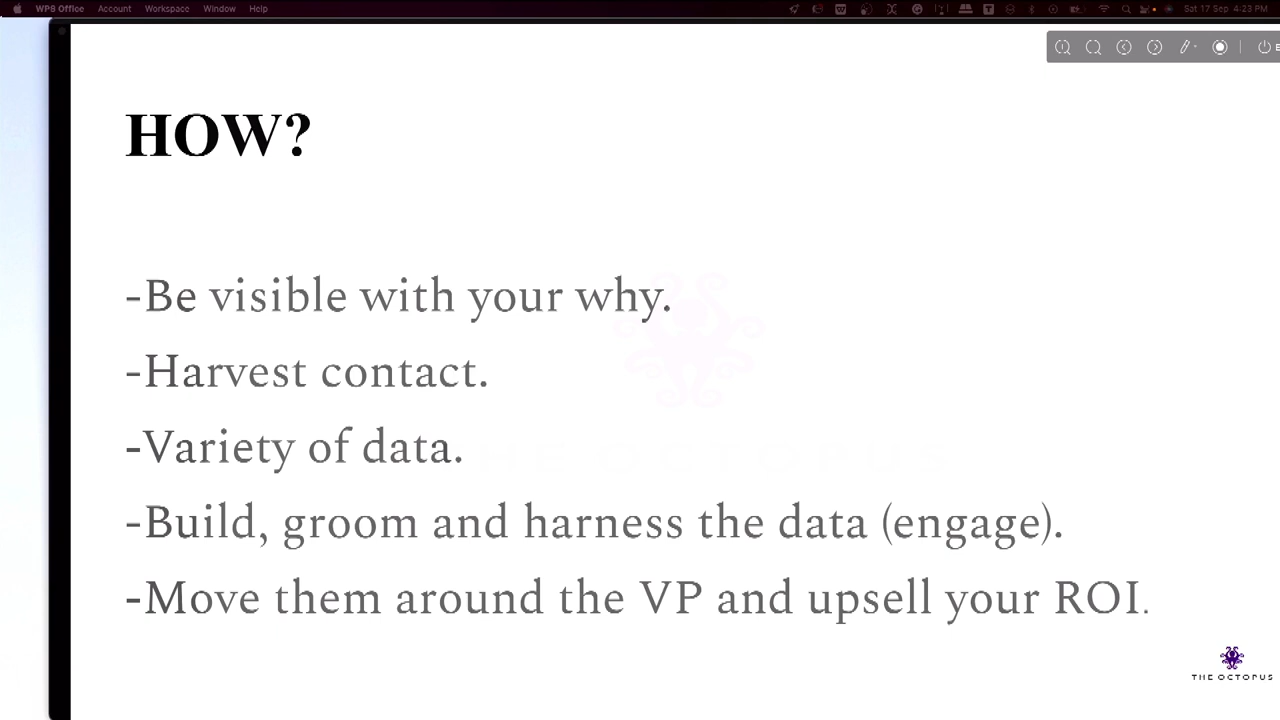 WPS Office Account Workspace Window Help Sat 17 Sep 4:23 PM
HOW?
-Be visible with your why.
-Harvest contact.
-Variety of data.
THE OCTOPUS
-Build, groom and harness the data (engage).
-Move them around the VP and upsell your ROI.
THE OCTOPUS